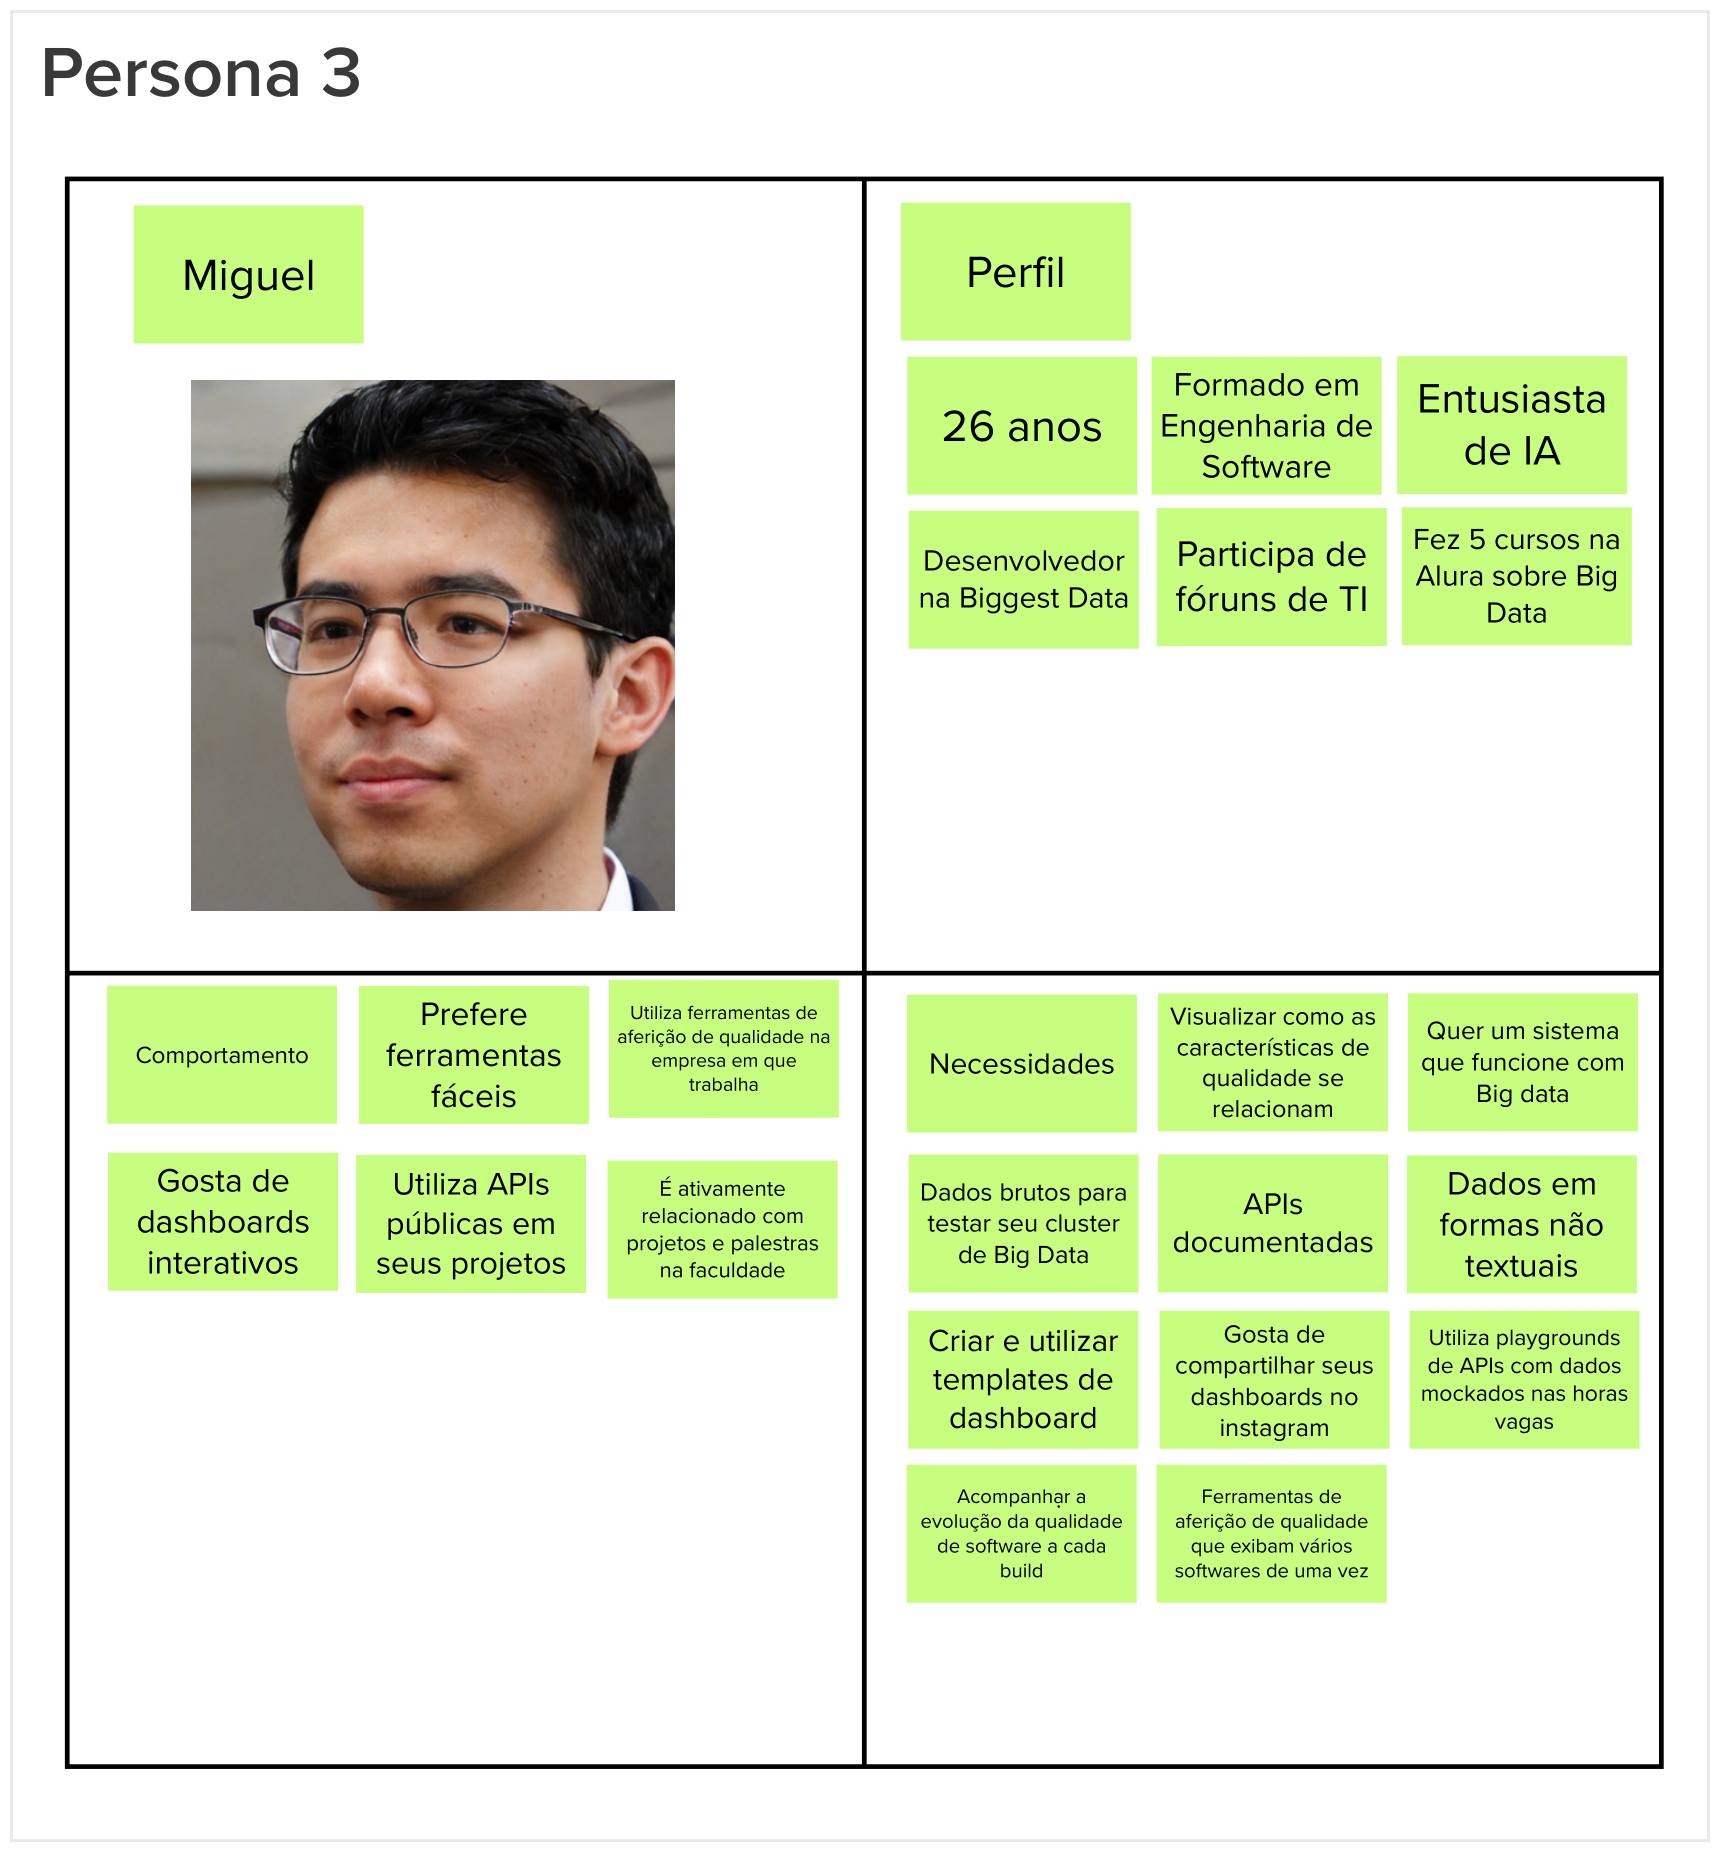 Persona 3
Miguel
Perfil
26 anos
Formado em
Engenharia de
Software
Entusiasta
de IA
Desenvolvedor
na Biggest Data
Participa de
fóruns de TI
Fez 5 cursos na
Alura sobre Big
Data
Comportamento
Prefere
ferramentas
fáceis
Utiliza ferramentas de
aferição de qualidade na
empresa em que
trabalha
Gosta de
dashboards
interativos
Utiliza APIs
públicas em
seus projetos
É ativamente
relacionado com
projetos e palestras
na faculdade
Necessidades
Visualizar como as
características de
qualidade se
relacionam
Quer um sistema
que funcione com
Big data
Dados brutos para
testar seu cluster
de Big Data
APIs
documentadas
Dados em
formas não
textuais
Criar e utilizar
templates de
dashboard
Gosta de
compartilhar seus
dashboards no
instagram
Utiliza playgrounds
de APIs com dados
mockados nas horas
vagas
Acompanhar a
evolução da qualidade
de software a cada
build
Ferramentas de
aferição de qualidade
que exibam vários
softwares de uma vez